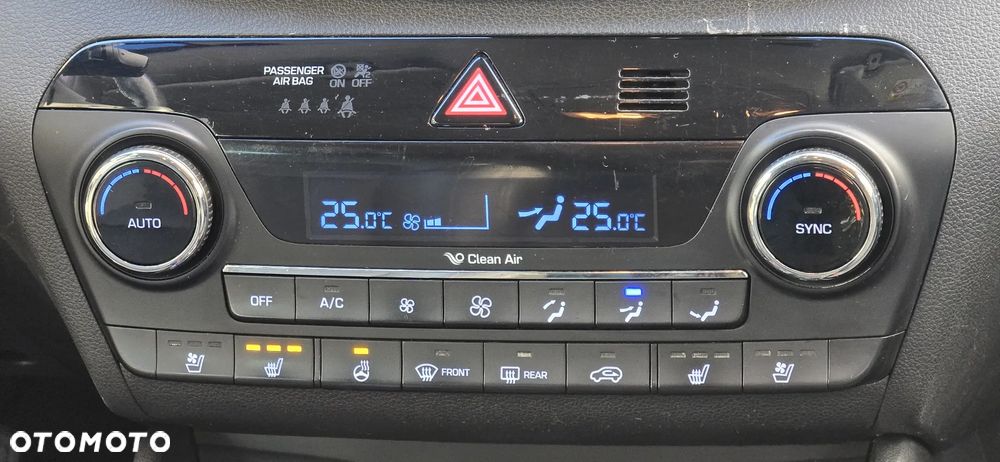 PASSENGER
AIR BAG
ON OFF
25.0°C 25.0°C
Clean Air
AUTO
SYNC
OFF A/C
FRONT REAR
OTOMOTO